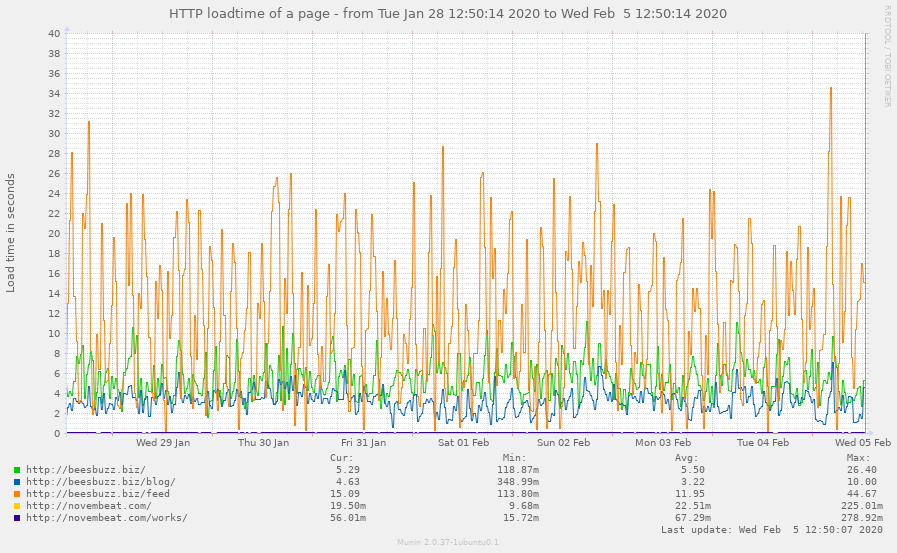 HTTP loadtime of a page - from Tue Jan 28 12:50:14 2020 to Wed Feb  5 12:50:14 2020
RRDTOOL / TOBI OETIKER
Load time in seconds
40
38
36
34
32
30
28
26
24
22
20
18
16
14
12
10
8
6
4
2
0
Wed 29 Jan Thu 30 Jan Fri 31 Jan Sat 01 Feb Sun 02 Feb Mon 03 Feb Tue 04 Feb Wed 05 Feb
Cur: Min: Avg: Max:
http://beesbuzz.biz/ 5.29 118.87m 5.50 26.40
http://beesbuzz.biz/blog/ 4.63 348.99m 3.22 10.00
http://beesbuzz.biz/feed 15.09 113.80m 11.95 44.67
http://novembeat.com/ 19.50m 9.68m 22.51m 225.01m
http://novembeat.com/works/ 56.01m 15.72m 67.29m 278.92m
Last update: Wed Feb  5 12:50:07 2020
Munin 2.0.37-1ubuntu0.1